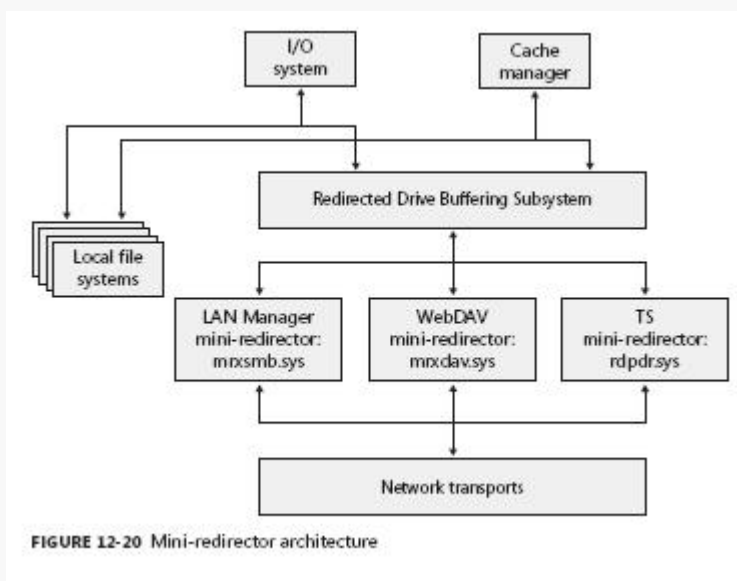 I/O
system
Cache
manager
Redirected Drive Buffering Subsystem
Local file
systems
LAN Manager
mini-redirector:
mrxsmb.sys
WebDAV
mini-redirector:
mrxdav.sys
TS
mini-redirector:
rdpdr.sys
Network transports
FIGURE 12-20 Mini-redirector architecture